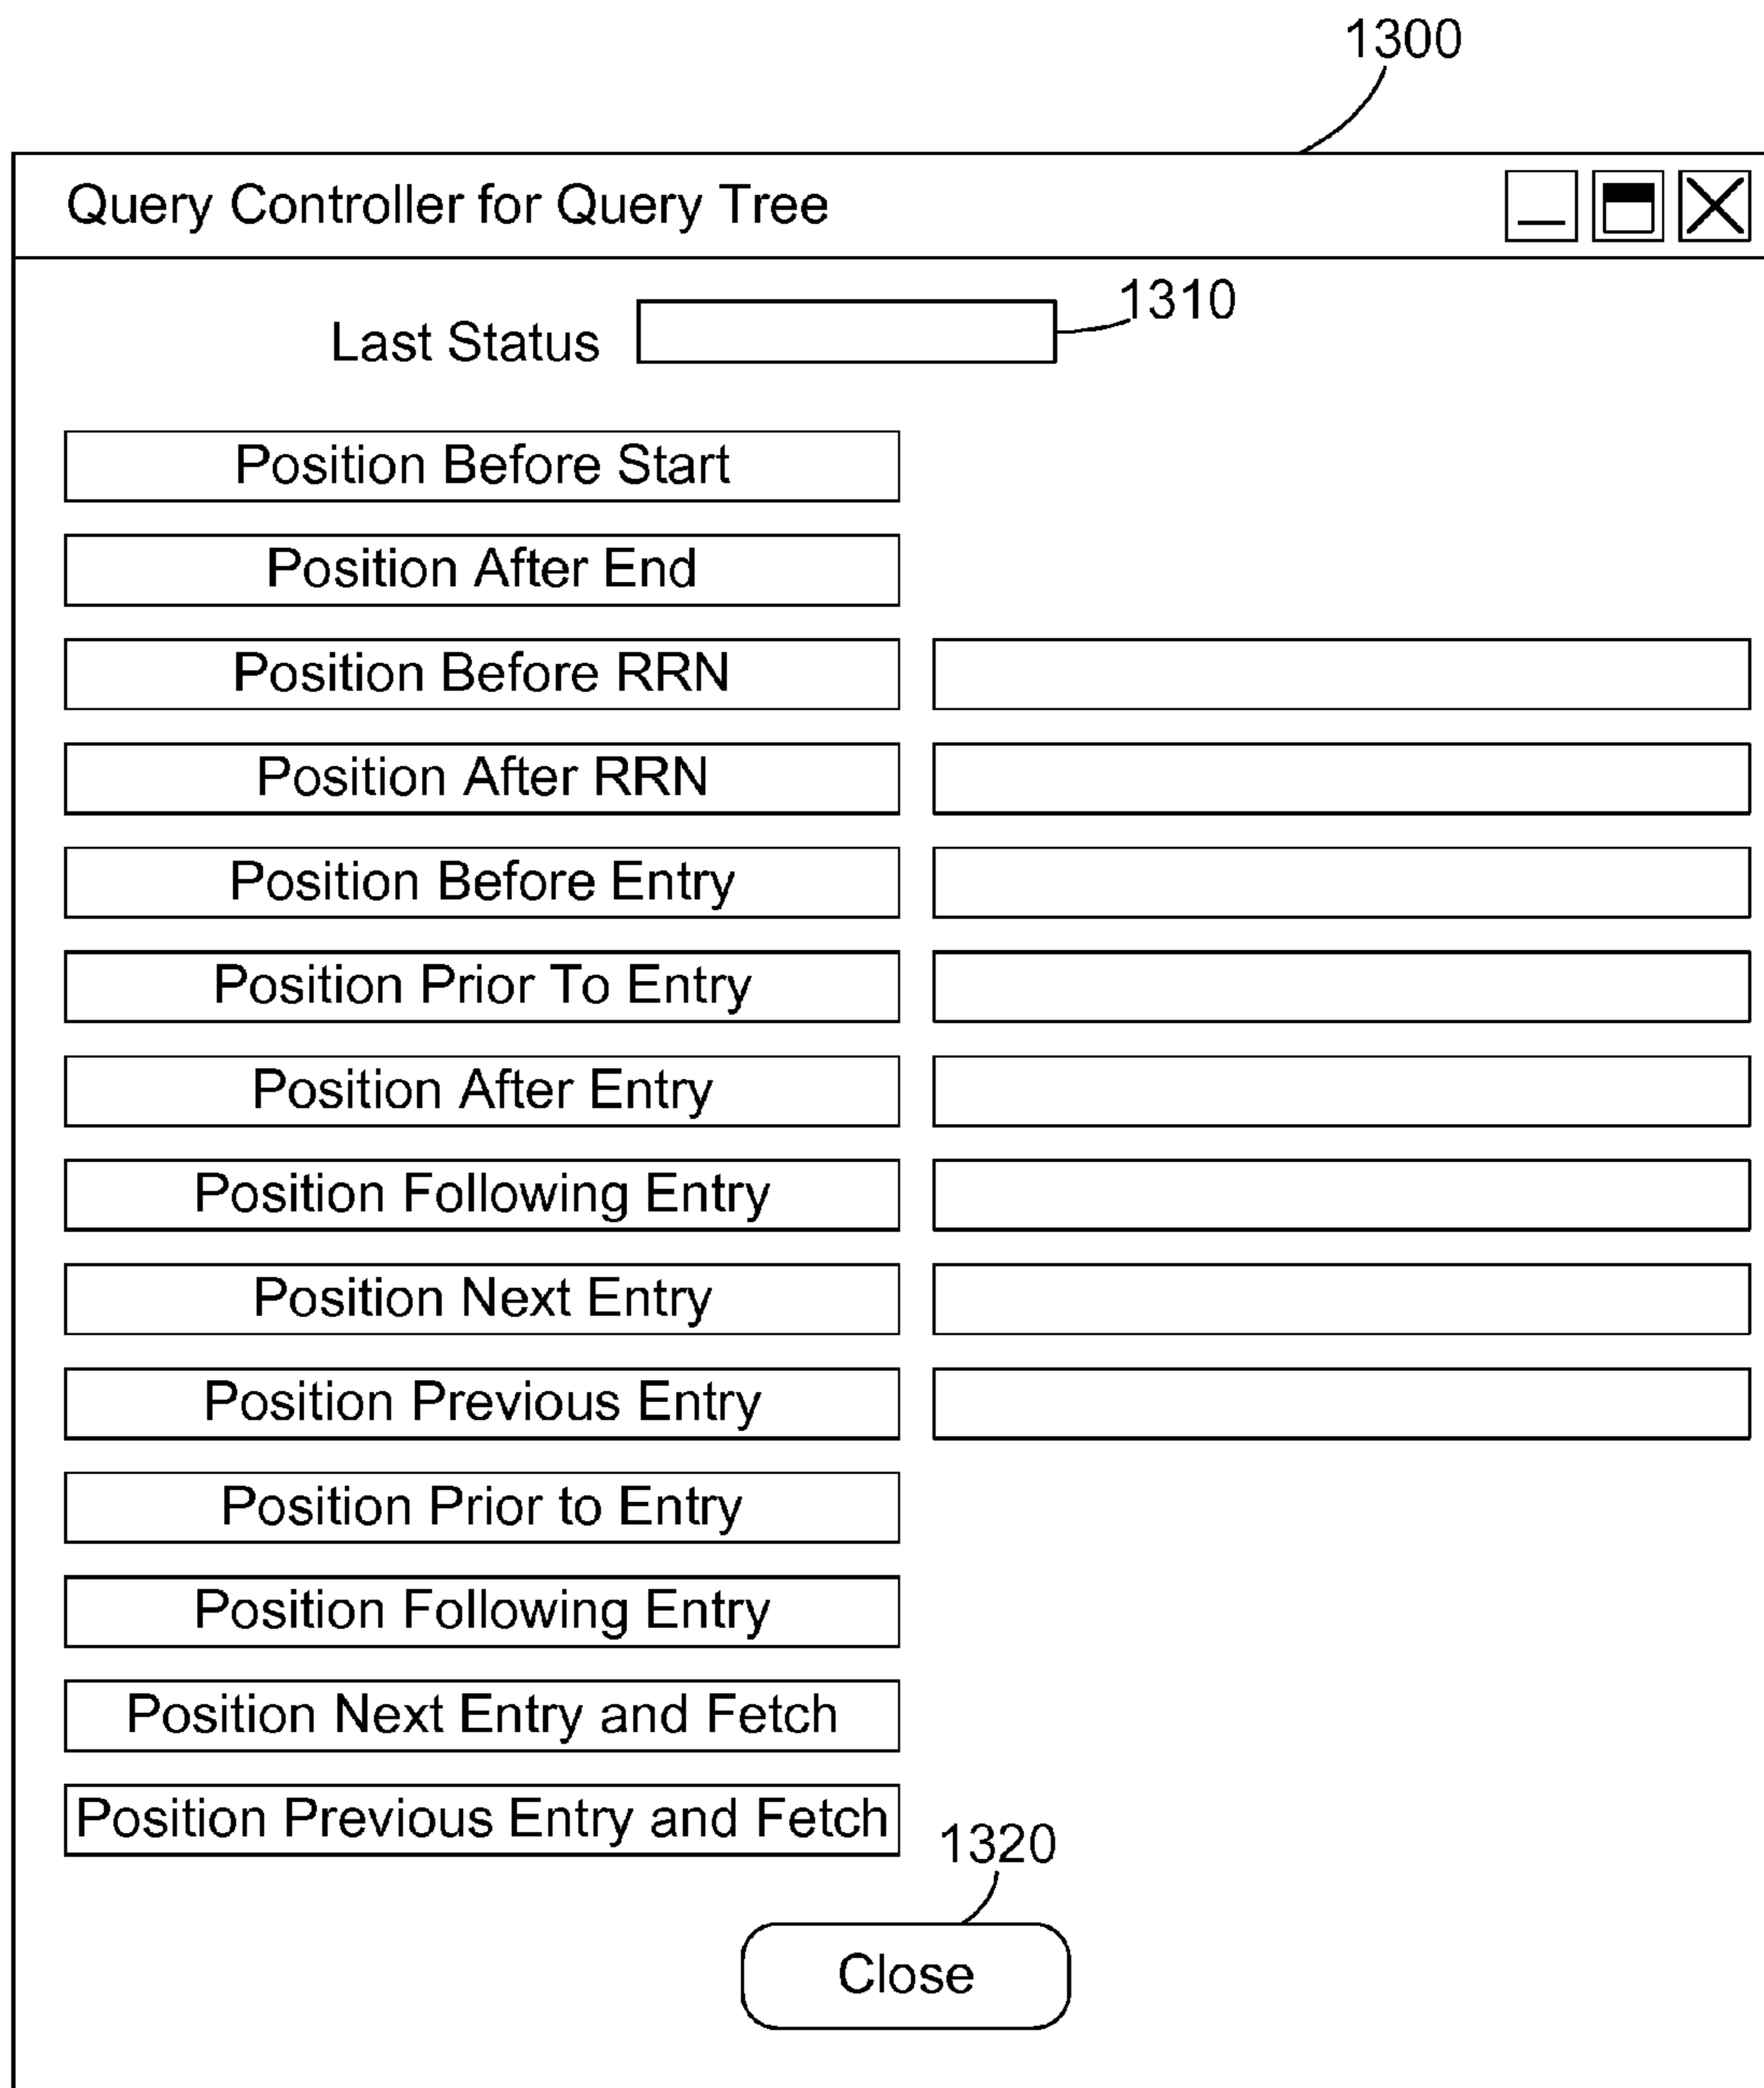 1300
Query Controller for Query Tree
Last Status
1310
Position Before Start
Position After End
Position Before RRN
Position After RRN
Position Before Entry
Position Prior To Entry
Position After Entry
Position Following Entry
Position Next Entry
Position Previous Entry
Position Prior to Entry
Position Following Entry
Position Next Entry and Fetch
Position Previous Entry and Fetch
1320
Close